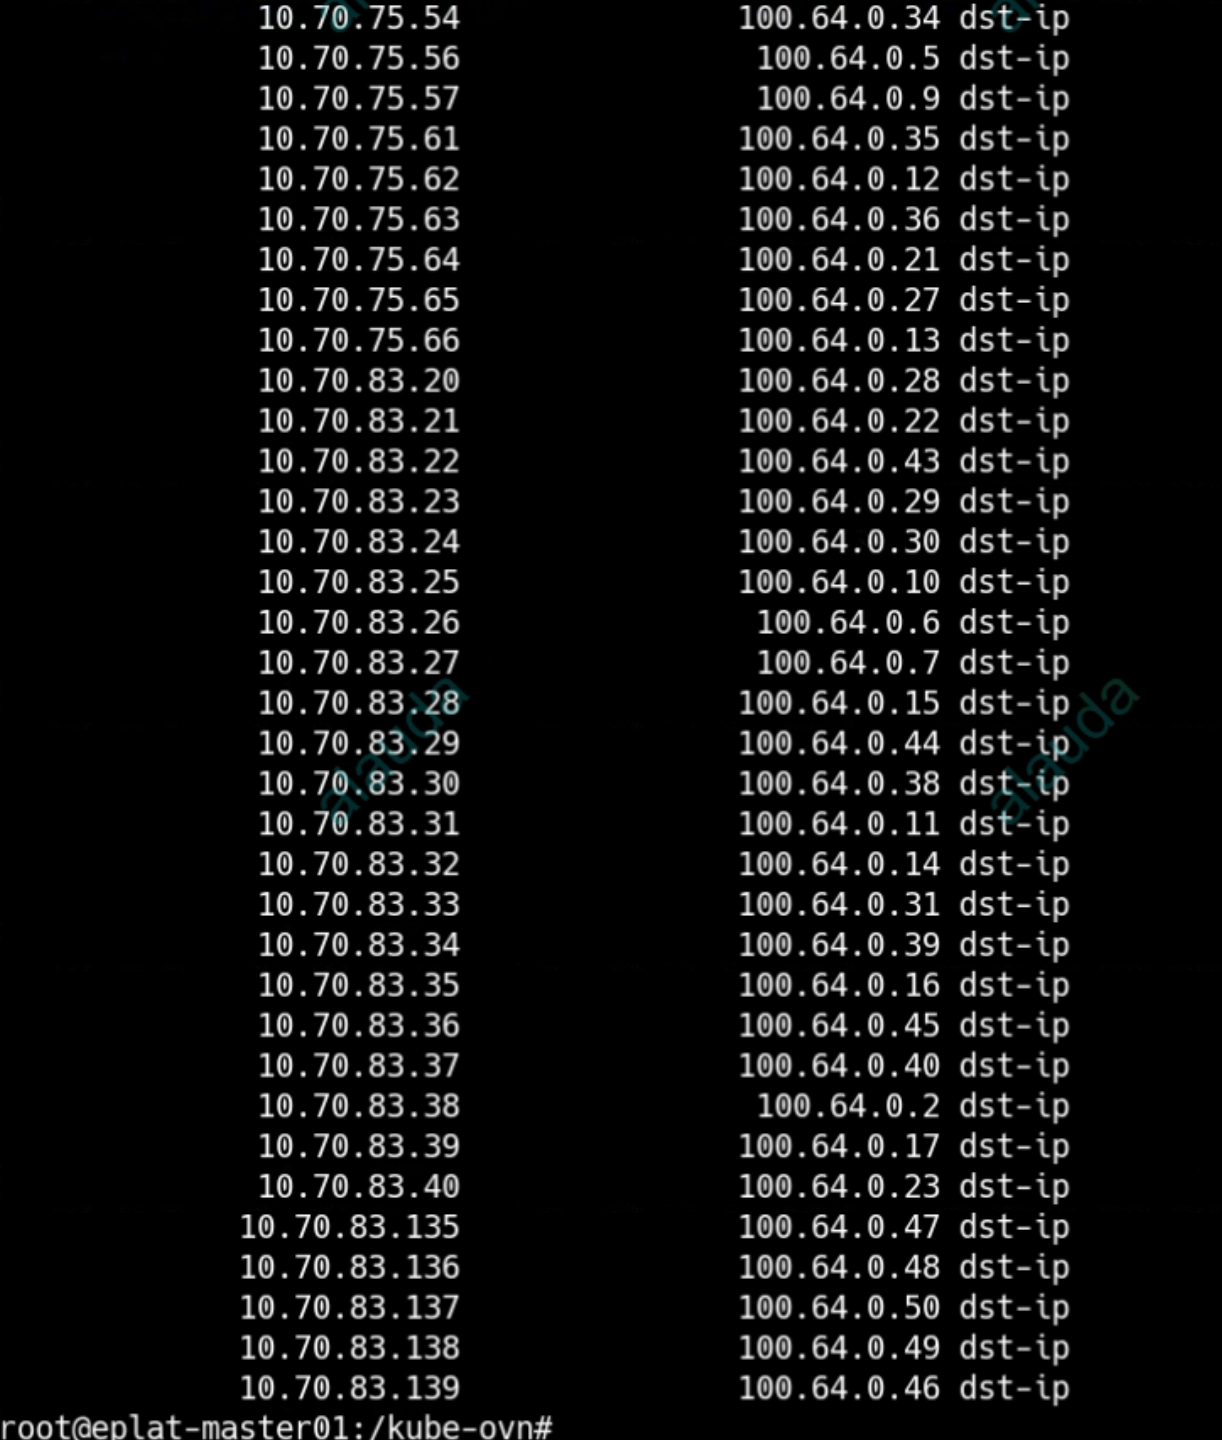 10.70.75.54 100.64.0.34 dst-ip
10.70.75.56 100.64.0.5 dst-ip
10.70.75.57 100.64.0.9 dst-ip
10.70.75.61 100.64.0.35 dst-ip
10.70.75.62 100.64.0.12 dst-ip
10.70.75.63 100.64.0.36 dst-ip
10.70.75.64 100.64.0.21 dst-ip
10.70.75.65 100.64.0.27 dst-ip
10.70.75.66 100.64.0.13 dst-ip
10.70.83.20 100.64.0.28 dst-ip
10.70.83.21 100.64.0.22 dst-ip
10.70.83.22 100.64.0.43 dst-ip
10.70.83.23 100.64.0.29 dst-ip
10.70.83.24 100.64.0.30 dst-ip
10.70.83.25 100.64.0.10 dst-ip
10.70.83.26 100.64.0.6 dst-ip
10.70.83.27 100.64.0.7 dst-ip
10.70.83.28 100.64.0.15 dst-ip
10.70.83.29 100.64.0.44 dst-ip
10.70.83.30 100.64.0.38 dst-ip
10.70.83.31 100.64.0.11 dst-ip
10.70.83.32 100.64.0.14 dst-ip
10.70.83.33 100.64.0.31 dst-ip
10.70.83.34 100.64.0.39 dst-ip
10.70.83.35 100.64.0.16 dst-ip
10.70.83.36 100.64.0.45 dst-ip
10.70.83.37 100.64.0.40 dst-ip
10.70.83.38 100.64.0.2 dst-ip
10.70.83.39 100.64.0.17 dst-ip
10.70.83.40 100.64.0.23 dst-ip
10.70.83.135 100.64.0.47 dst-ip
10.70.83.136 100.64.0.48 dst-ip
10.70.83.137 100.64.0.50 dst-ip
10.70.83.138 100.64.0.49 dst-ip
10.70.83.139 100.64.0.46 dst-ip
root@eplat-master01:/kube-ovn#
alauda
alauda